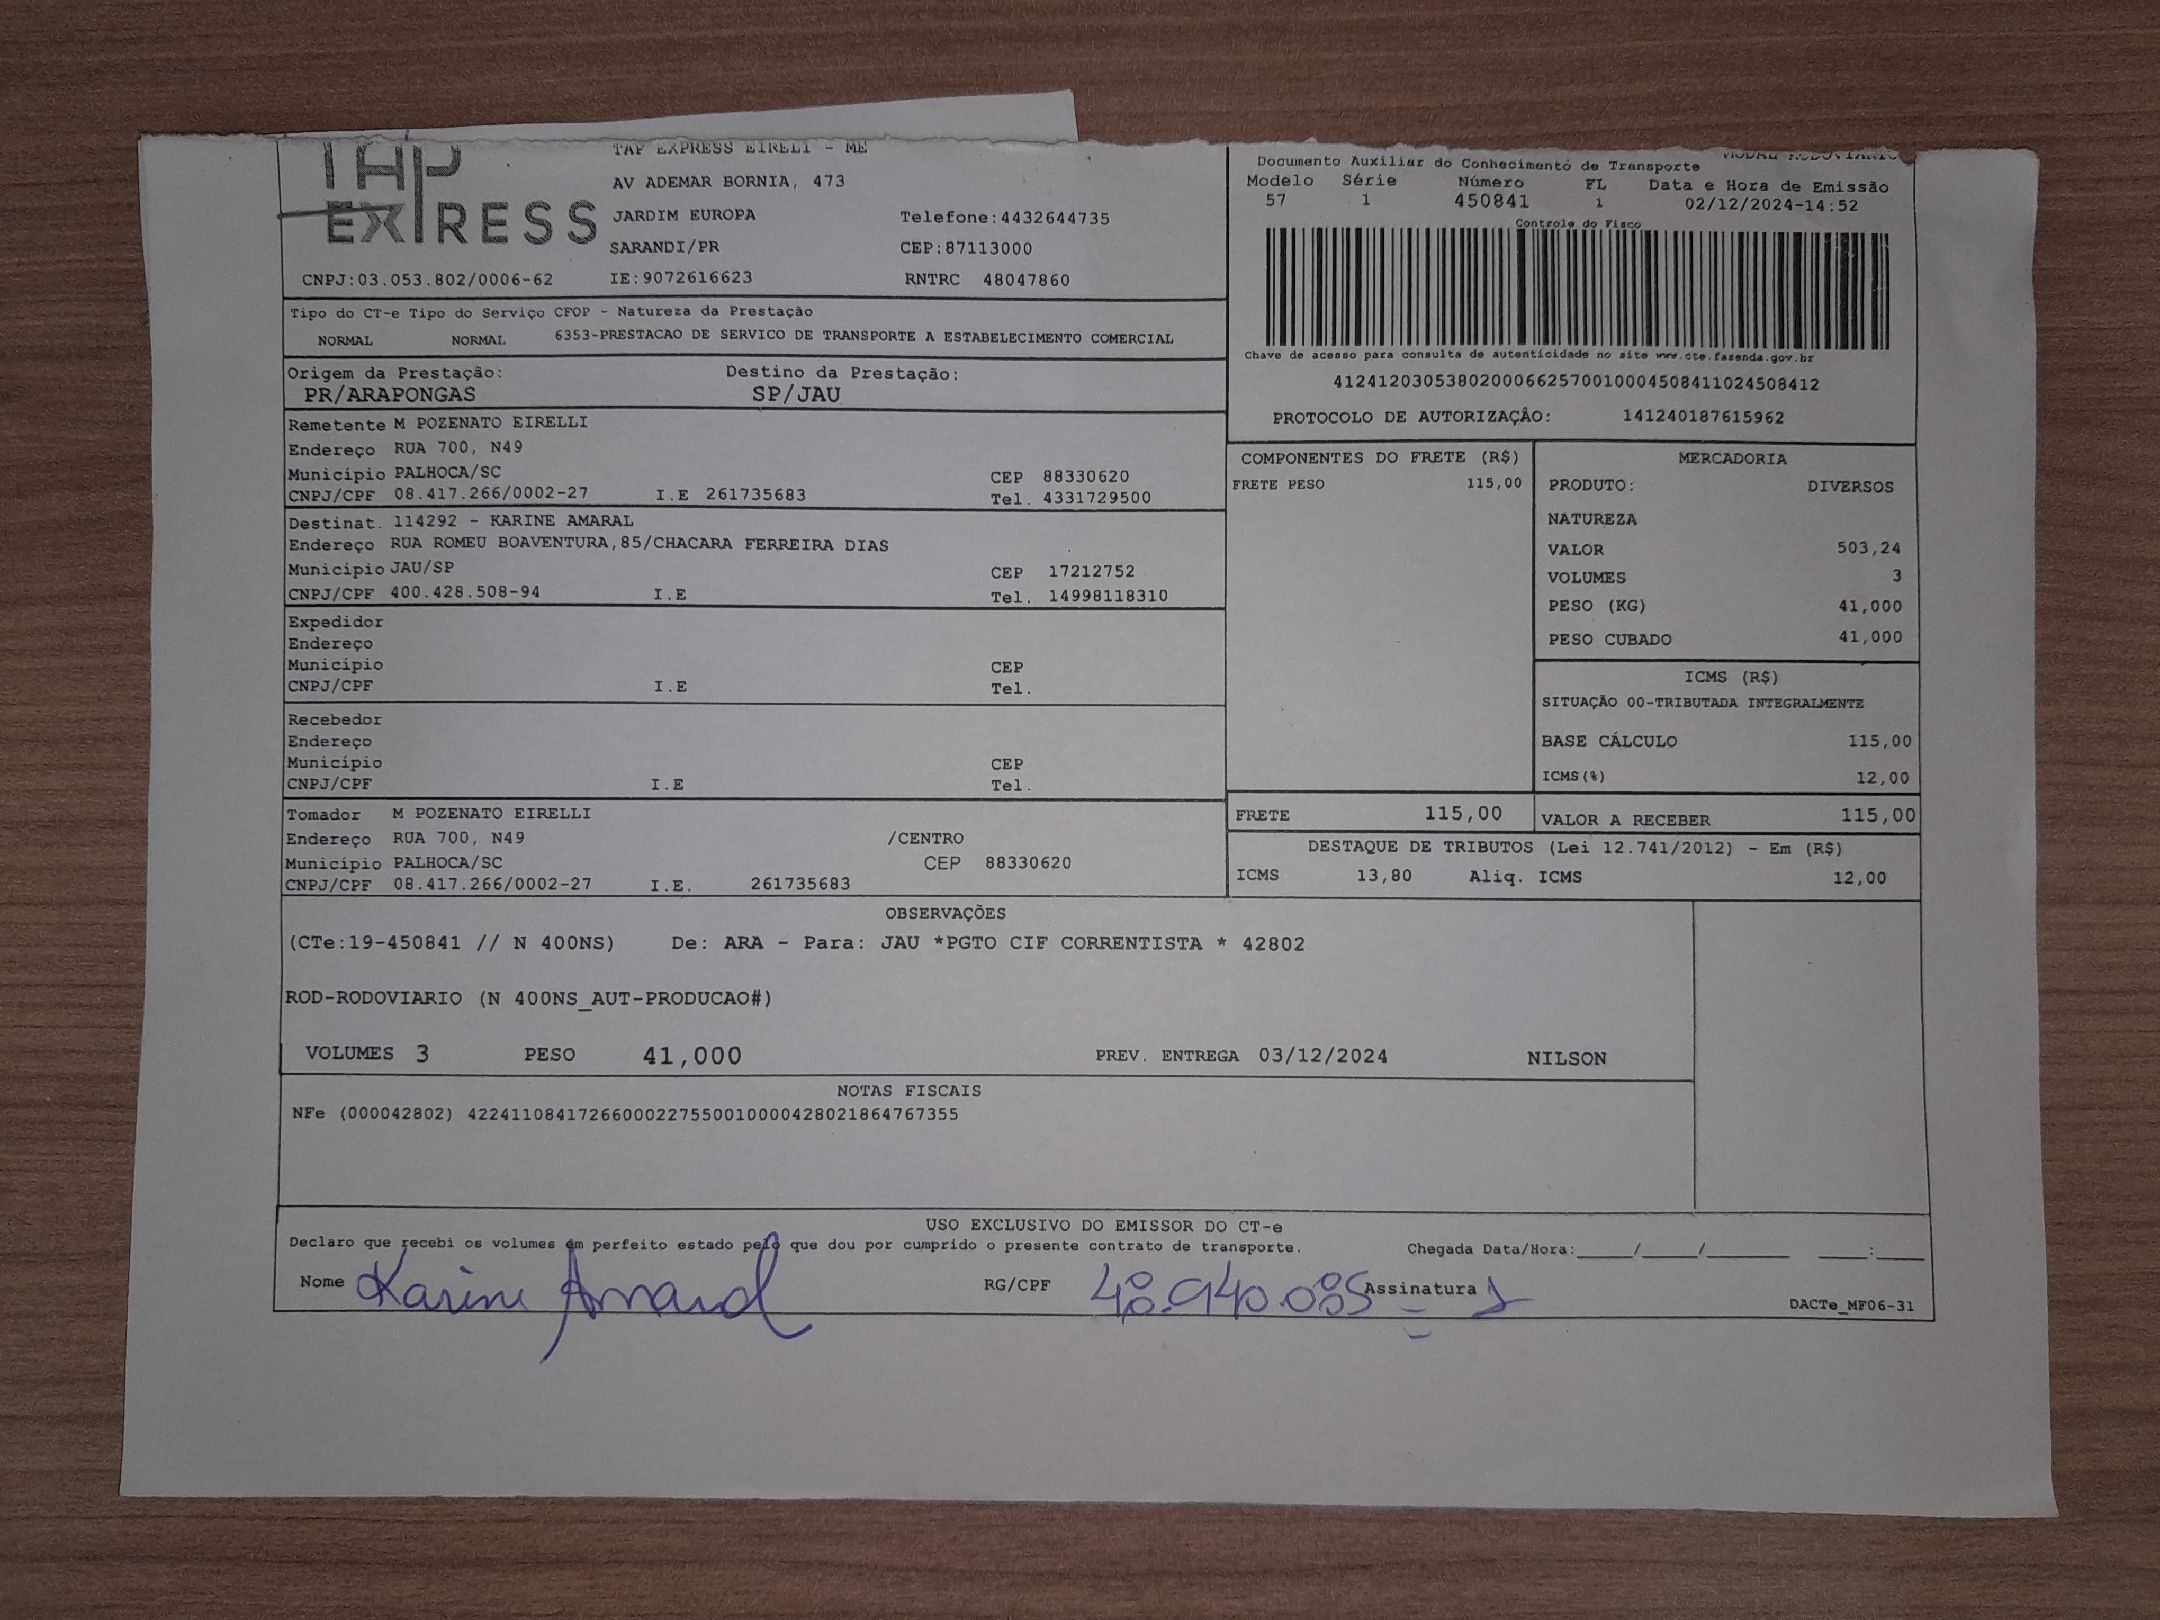 TAP
EXPRESS
TAP EXPRESS EIRELI - ME
AV ADEMAR BORNIA, 473
JARDIM EUROPA Telefone:4432644735
SARANDI/PR CEP:87113000
CNPJ:03.053.802/0006-62 IE:9072616623 RNTRC 48047860
MODAL RODOVIARIO
Documento Auxiliar do Conhecimento de Transporte
Modelo Série Número FL Data e Hora de Emissão
57 1 450841 1 02/12/2024-14:52
Controle do Fisco
Chave de acesso para consulta de autenticidade no site www.cte.fazenda.gov.br
41241203053802000662570010004508411024508412
PROTOCOLO DE AUTORIZAÇÃO: 141240187615962
Tipo do CT-e Tipo do Serviço CFOP - Natureza da Prestação
NORMAL NORMAL 6353-PRESTACAO DE SERVICO DE TRANSPORTE A ESTABELECIMENTO COMERCIAL
Origem da Prestação: Destino da Prestação:
PR/ARAPONGAS SP/JAU
Remetente M POZENATO EIRELLI
Endereço RUA 700, N49
Município PALHOCA/SC CEP 88330620
CNPJ/CPF 08.417.266/0002-27 I.E 261735683 Tel. 4331729500
Destinat. 114292 - KARINE AMARAL
Endereço RUA ROMEU BOAVENTURA,85/CHACARA FERREIRA DIAS
Município JAU/SP CEP 17212752
CNPJ/CPF 400.428.508-94 I.E Tel. 14998118310
Expedidor
Endereço
Município CEP
CNPJ/CPF I.E Tel.
Recebedor
Endereço
Município CEP
CNPJ/CPF I.E Tel.
Tomador M POZENATO EIRELLI
Endereço RUA 700, N49 /CENTRO
Município PALHOCA/SC CEP 88330620
CNPJ/CPF 08.417.266/0002-27 I.E. 261735683
COMPONENTES DO FRETE (R$)
FRETE PESO 115,00
MERCADORIA
PRODUTO: DIVERSOS
NATUREZA
VALOR 503,24
VOLUMES 3
PESO (KG) 41,000
PESO CUBADO 41,000
ICMS (R$)
SITUAÇÃO 00-TRIBUTADA INTEGRALMENTE
BASE CÁLCULO 115,00
ICMS(%) 12,00
FRETE 115,00 VALOR A RECEBER 115,00
DESTAQUE DE TRIBUTOS (Lei 12.741/2012) - Em (R$)
ICMS 13,80 Aliq. ICMS 12,00
OBSERVAÇÕES
(CTe:19-450841 // N 400NS) De: ARA - Para: JAU *PGTO CIF CORRENTISTA * 42802
ROD-RODOVIARIO (N 400NS_AUT-PRODUCAO#)
VOLUMES 3 PESO 41,000 PREV. ENTREGA 03/12/2024 NILSON
NOTAS FISCAIS
NFe (000042802) 42241108417266000227550010000428021864767355
USO EXCLUSIVO DO EMISSOR DO CT-e
Declaro que recebi os volumes em perfeito estado pelo que dou por cumprido o presente contrato de transporte. Chegada Data/Hora:____/____/______ ____:____
Nome Karine Amaral RG/CPF Assinatura
DACTe_MF06-31